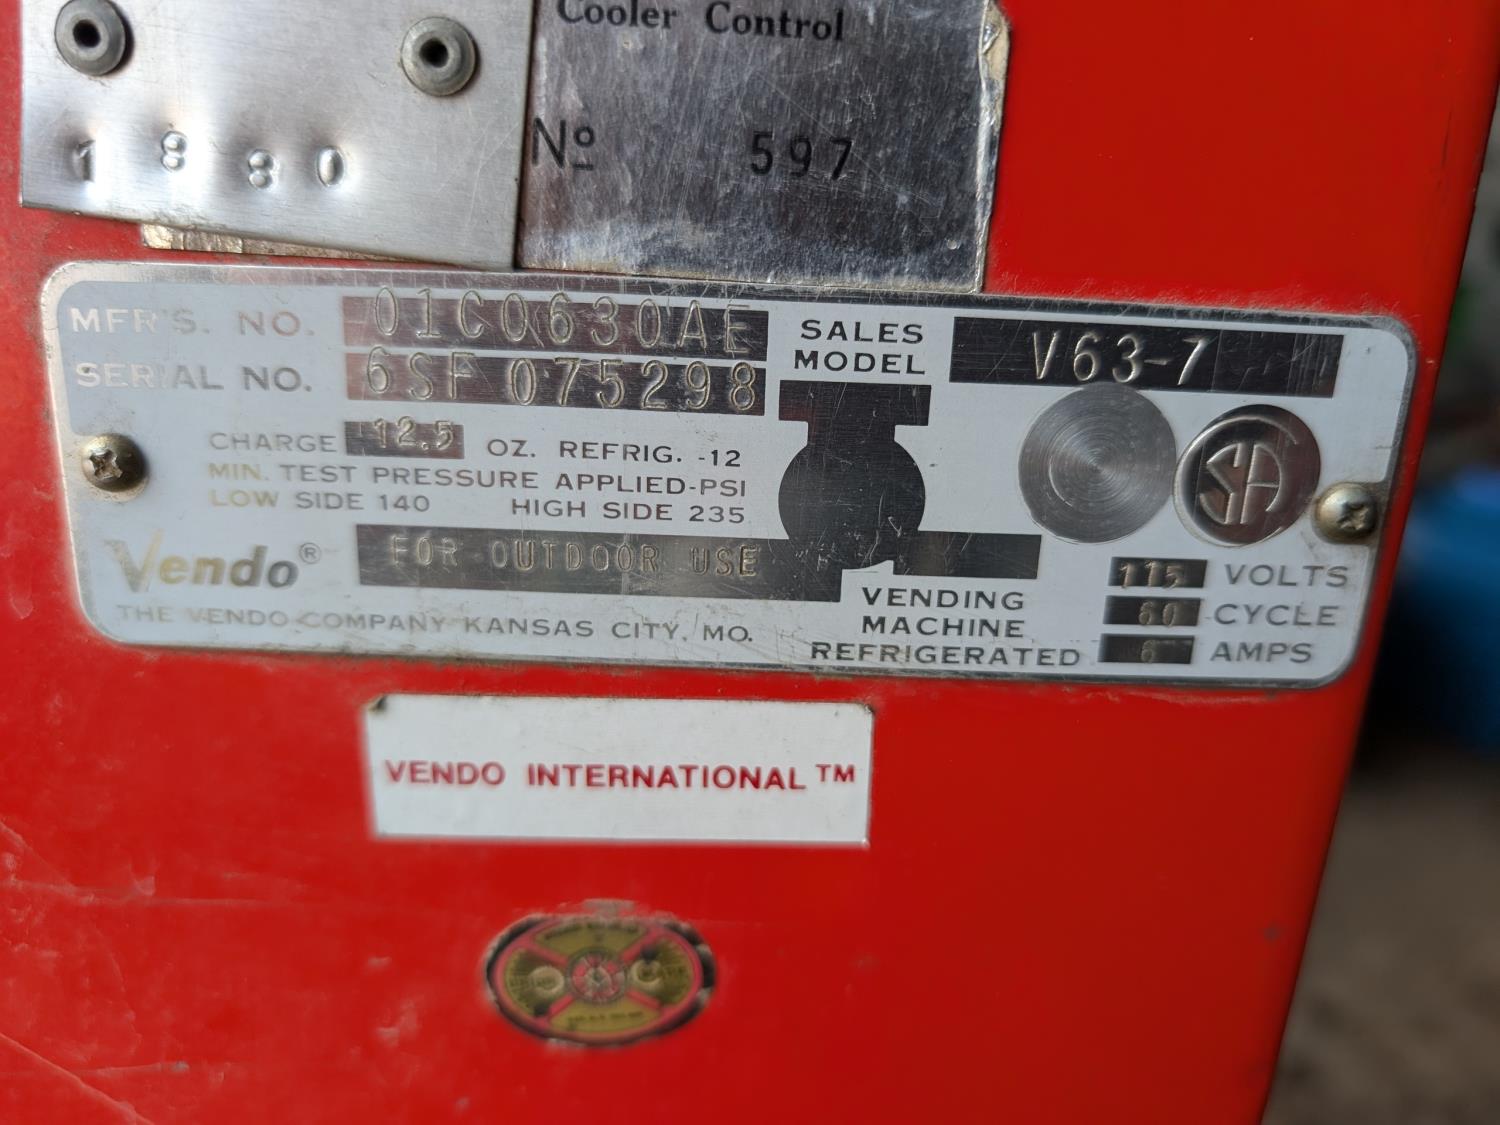 Cooler Control
1880
Nº 597
MFR'S. NO. 01C0630AE
SERIAL NO. 6SF 075298
SALES
MODEL V63-7
CHARGE 12.5 OZ. REFRIG. -12
MIN. TEST PRESSURE APPLIED-PSI
LOW SIDE 140 HIGH SIDE 235
SA
Vendo®
FOR OUTDOOR USE
THE VENDO COMPANY KANSAS CITY, MO.
VENDING
MACHINE
REFRIGERATED
115 VOLTS
60 CYCLE
6 AMPS
VENDO INTERNATIONAL™